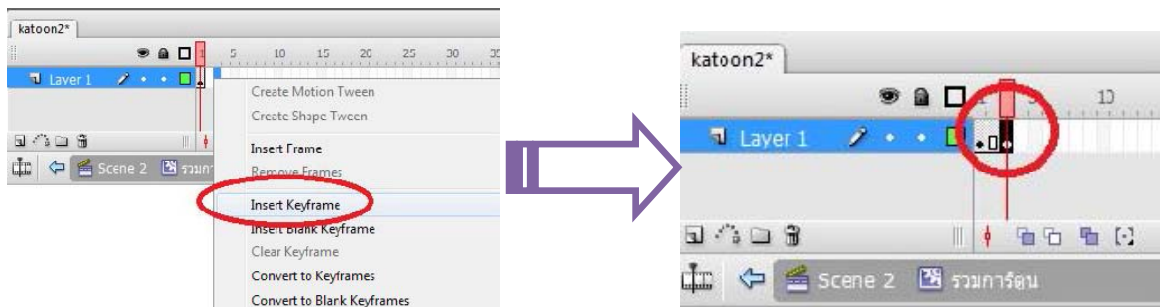 katoon2*
1 5 10 15 20 25 30 35
Layer 1
Create Motion Tween
Create Shape Tween
Insert Frame
Remove Frames
Insert Keyframe
Insert Blank Keyframe
Clear Keyframe
Convert to Keyframes
Convert to Blank Keyframes
Scene 2
katoon2*
10
Layer 1
Scene 2 รวมการ์ตูน